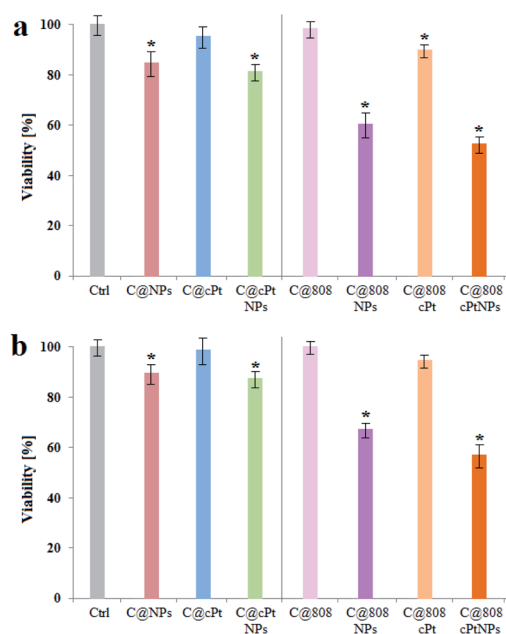 a
Viability [%]
100
80
60
40
20
0
* * * * *
Ctrl C@NPs C@cPt C@cPt C@808 C@808 C@808 C@808
NPs NPs cPt cPtNPs
b
Viability [%]
100
80
60
40
20
0
* * * *
Ctrl C@NPs C@cPt C@cPt C@808 C@808 C@808 C@808
NPs NPs cPt cPtNPs